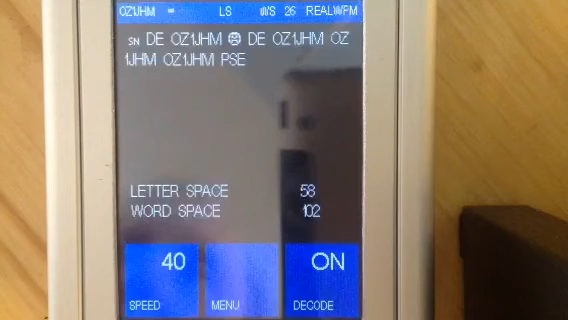 OZ1JHM LS WS 26 REALWPM
SN DE OZ1JHM DE OZ1JHM OZ
1JHM OZ1JHM PSE
LETTER SPACE 58
WORD SPACE 102
40 ON
SPEED MENU DECODE